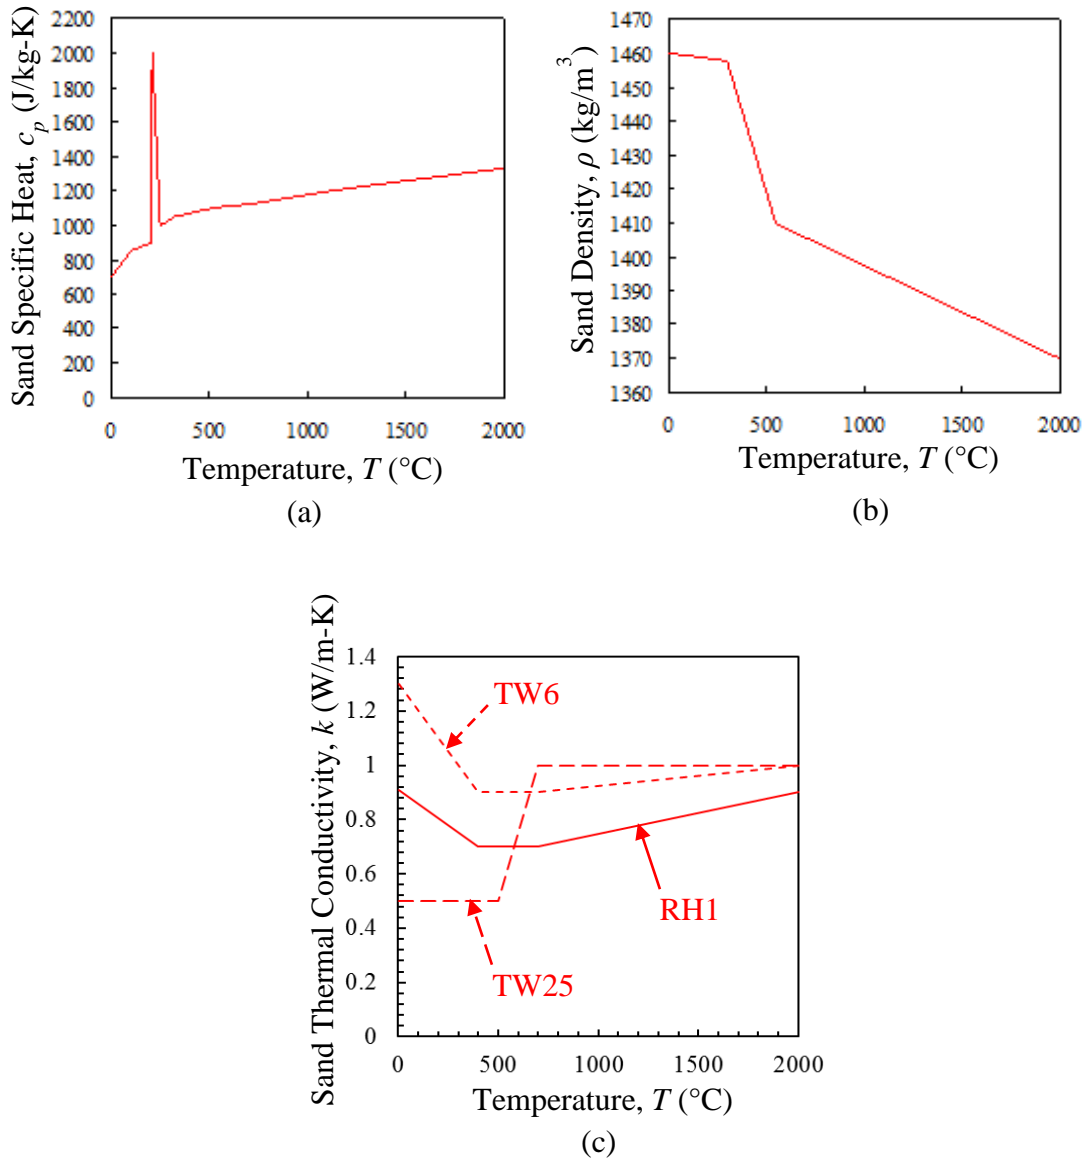 Sand Specific Heat, c_p (J/kg-K)
2200
2000
1800
1600
1400
1200
1000
800
600
400
200
0
0 500 1000 1500 2000
Temperature, T (°C)
(a)
Sand Density, ρ (kg/m³)
1470
1460
1450
1440
1430
1420
1410
1400
1390
1380
1370
1360
0 500 1000 1500 2000
Temperature, T (°C)
(b)
Sand Thermal Conductivity, k (W/m-K)
1.4
1.2
1
0.8
0.6
0.4
0.2
0
TW6
RH1
TW25
0 500 1000 1500 2000
Temperature, T (°C)
(c)